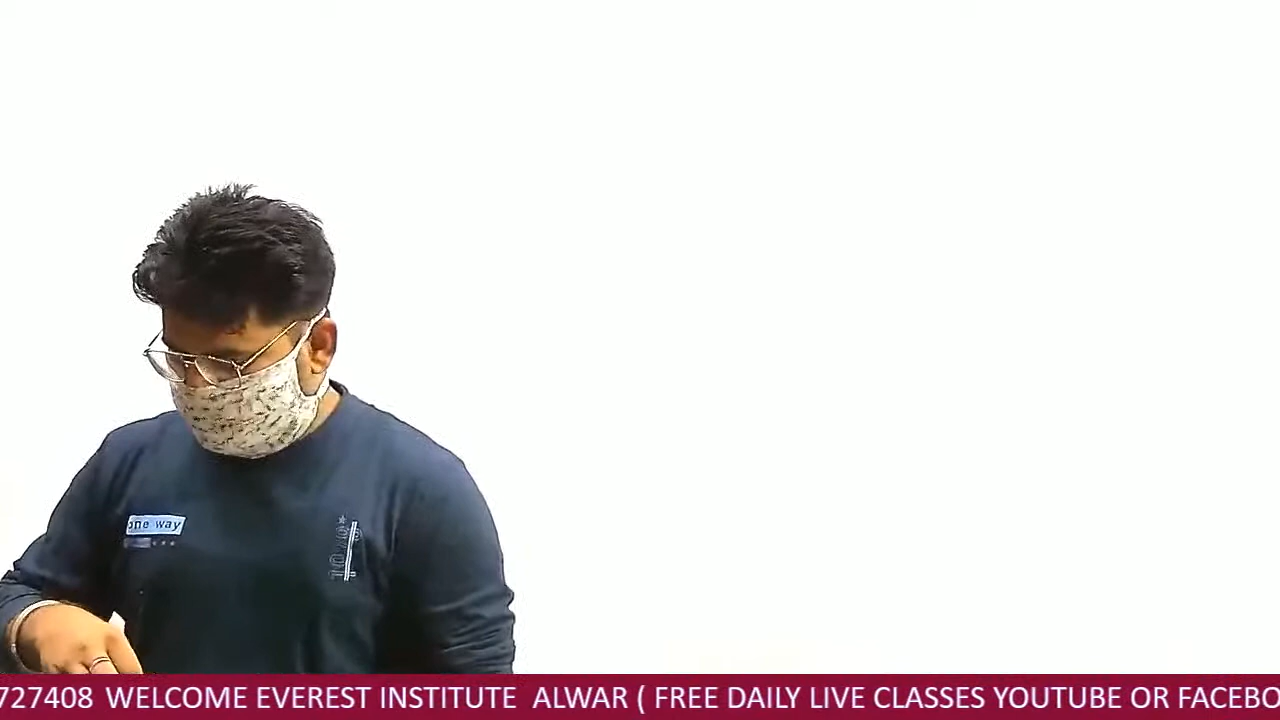 one way
727408 WELCOME EVEREST INSTITUTE ALWAR ( FREE DAILY LIVE CLASSES YOUTUBE OR FACEBO